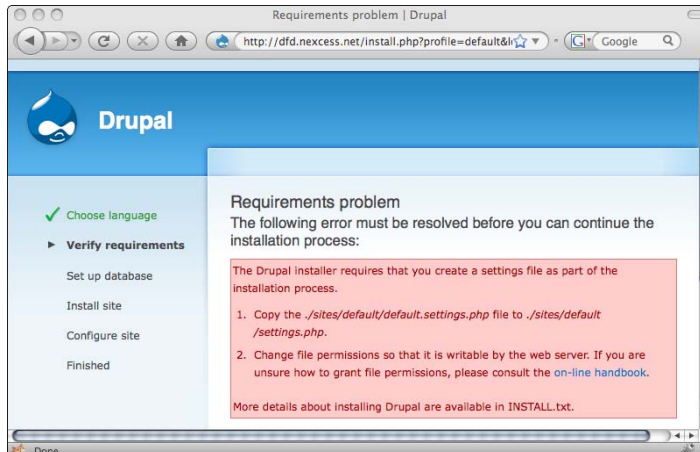 Requirements problem | Drupal
http://dfd.nexcess.net/install.php?profile=default&l
Google
Drupal
Choose language
Verify requirements
Set up database
Install site
Configure site
Finished
Requirements problem
The following error must be resolved before you can continue the
installation process:
The Drupal installer requires that you create a settings file as part of the
installation process.
1. Copy the ./sites/default/default.settings.php file to ./sites/default
/settings.php.
2. Change file permissions so that it is writable by the web server. If you are
unsure how to grant file permissions, please consult the on-line handbook.
More details about installing Drupal are available in INSTALL.txt.
Done